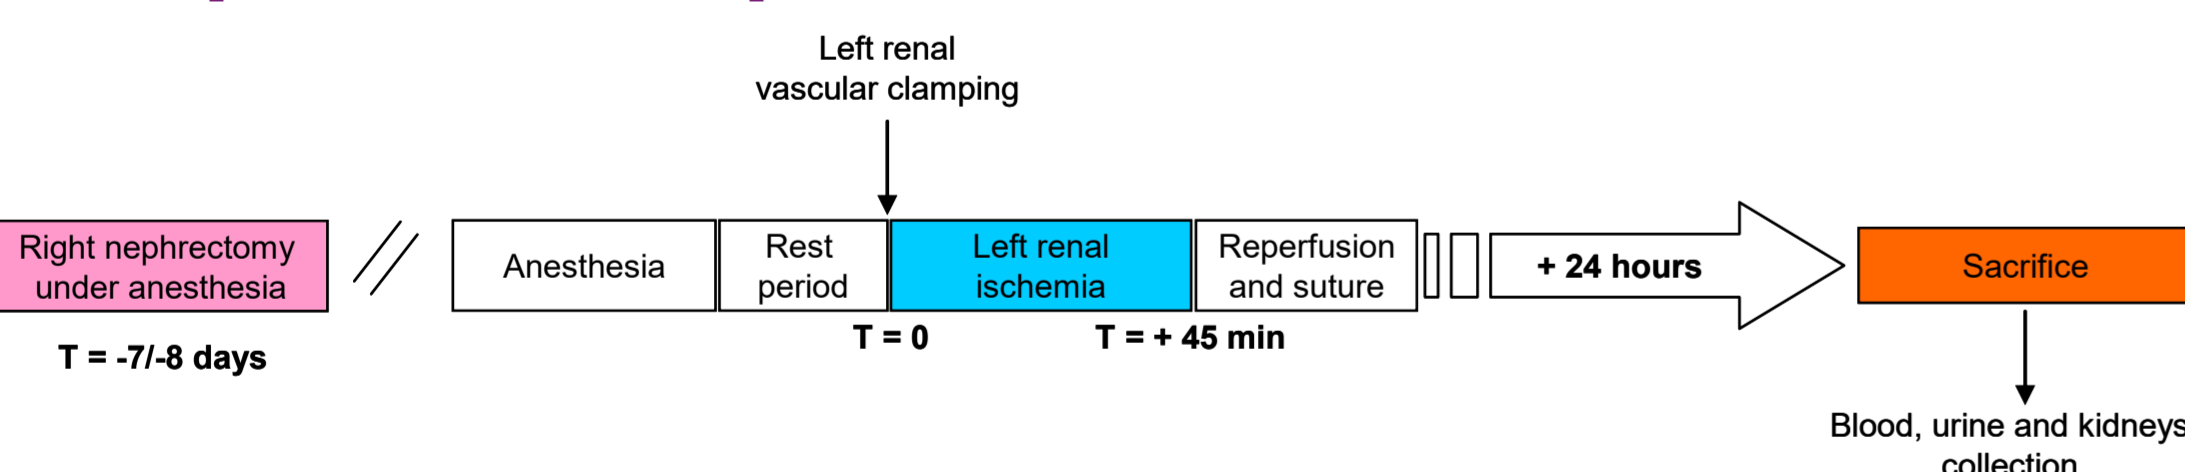 Left renal
vascular clamping
Right nephrectomy
under anesthesia
Anesthesia
Rest
period
Left renal
ischemia
Reperfusion
and suture
+ 24 hours
Sacrifice
T = 0
T = + 45 min
T = -7/-8 days
Blood, urine and kidneys
collection